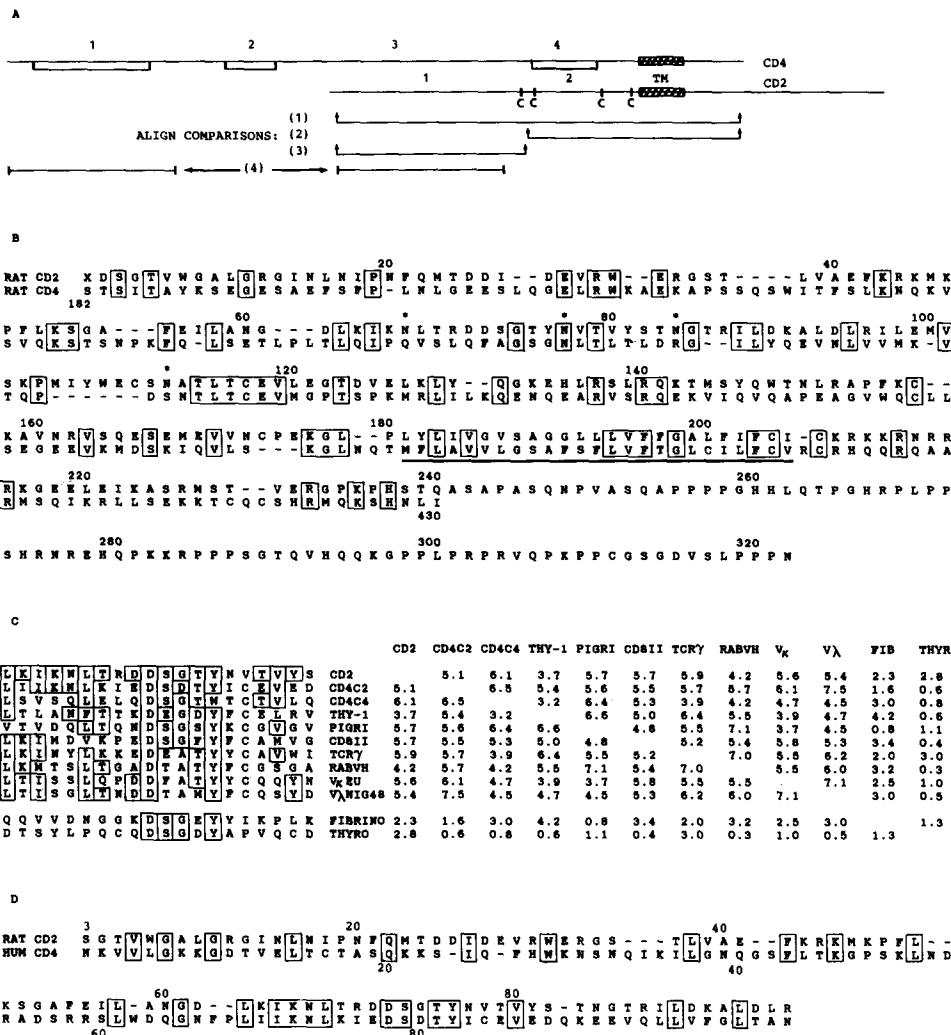 A
1 2 3 4
CD4
1 2 TM
CD2
C C C C
(1)
ALIGN COMPARISONS: (2)
(3)
(4)
B
20 40
RAT CD2 X D S G T V W G A L G R G I N L N I P N F Q M T D D I - - D E V R W - - E R G S T - - - - L V A E F K R K M K
RAT CD4 S T S I T A Y K S E G E S A E F S F P - L N L G E E S L Q G E L R W K A E K A P S S Q S W I T F S L K N Q K V
182
60 * 80 * * 100
P F L K S G A - - - F E I L A N G - - D L K I K N L T R D D S G T Y N V T V Y S T N G T R I L D K A L D L R I L E M V
S V Q K S T S N P K F Q - L S E T L P L T L Q I P Q V S L Q F A G S G N L T L T L D R G - - I L Y Q E V N L V V M K - V
* 120 140
S K P M I Y W E C S N A T L T C E V L E G T D V E L K L Y - - Q G K E H L R S L R Q K T M S Y Q W T N L R A P F K C - -
T Q P - - - - - - D S N T L T C E V M G P T S P K M R L I L K Q E N Q E A R V S R Q E K V I Q V Q A P E A G V W Q C L L
160 180 200
K A V N R V S Q E S E M E V V N C P E K G L - - P L Y L I V G V S A G G L L L V F F G A L F I F C I - C K R K K R N R R
S E G E E V K M D S K I Q V L S - - - K G L N Q T M F L A V V L G S A F S F L V F T G L C I L F C V R C R H Q Q R Q A A
220 240 260
R K G E E L E I K A S R M S T - - V E R G P K P H S T Q A S A P A S Q N P V A S Q A P P P P G H H L Q T P G H R P L P P
R M S Q I K R L L S E K K T C Q C S H R M Q K S H N L I
430
280 300 320
S H R N R E H Q P K K R P P P S G T Q V H Q Q K G P P L P R P R V Q P K P P C G S G D V S L P P P N
C
CD2 CD4C2 CD4C4 THY-1 PIGRI CD8II TCRγ RABVH Vκ Vλ FIB THYR
L K I K N L T R D D S G T Y N V T V Y S CD2 5.1 6.1 3.7 5.7 5.7 5.9 4.2 5.6 5.4 2.3 2.8
L I I K N L K I E D S D T Y I C E V E D CD4C2 5.1 6.5 5.4 5.6 5.5 5.7 5.7 6.1 7.5 1.6 0.6
L S V S Q L E L Q D S G T W T C T V L Q CD4C4 6.1 6.5 3.2 6.4 5.3 3.9 4.2 4.7 4.5 3.0 0.8
L T L A N F T T K D E G D Y F C E L R V THY-1 3.7 5.4 3.2 6.6 5.0 6.4 5.5 3.9 4.7 4.2 0.6
V T V D Q L T Q N D S G S Y K C G V G V PIGRI 5.7 5.6 6.4 6.6 4.8 5.5 7.1 3.7 4.5 0.8 1.1
L K I M D V K P E D S G F Y F C A M V G CD8II 5.7 5.5 5.3 5.0 4.8 5.2 5.4 5.8 5.3 3.4 0.4
L K I N Y L K K E D E A T Y Y C A V W I TCRγ 5.9 5.7 3.9 6.4 5.5 5.2 7.0 5.5 6.2 2.0 3.0
L K M T S L T G A D T A T Y F C G S G A RABVH 4.2 5.7 4.2 5.5 7.1 5.4 7.0 5.5 6.0 3.2 0.3
L T I S S L Q P D D F A T Y Y C Q Q Y N VκEU 5.6 6.1 4.7 3.9 3.7 5.8 5.5 5.5 7.1 2.5 1.0
L T I S G L T N D D T A M Y F C Q S Y D VλNIG48 5.4 7.5 4.5 4.7 4.5 5.3 6.2 6.0 7.1 3.0 0.5
Q Q V V D N G G K D S G E Y Y I K P L K FIBRINO 2.3 1.6 3.0 4.2 0.8 3.4 2.0 3.2 2.5 3.0 1.3
D T S Y L P Q C Q D S G D Y A P V Q C D THYRO 2.8 0.6 0.8 0.6 1.1 0.4 3.0 0.3 1.0 0.5 1.3
D
3 20 40
RAT CD2 S G T V W G A L G R G I N L N I P N F Q M T D D I D E V R W E R G S - - - T L V A E - - F K R K M K P F L - -
HUM CD4 N K V V L G K K G D T V E L T C T A S Q K K S - I Q - F H W K N S N Q I K I L G N Q G S F L T K G P S K L N D
20 40
60 80
K S G A F E I L - A N G D - - L K I K N L T R D D S G T Y N V T V Y S - T N G T R I L D K A L D L R
R A D S R R S L W D Q G N F P L I I K N L K I E D S D T Y I C E V E D Q K E E V Q L L V F G L T A N
60 80